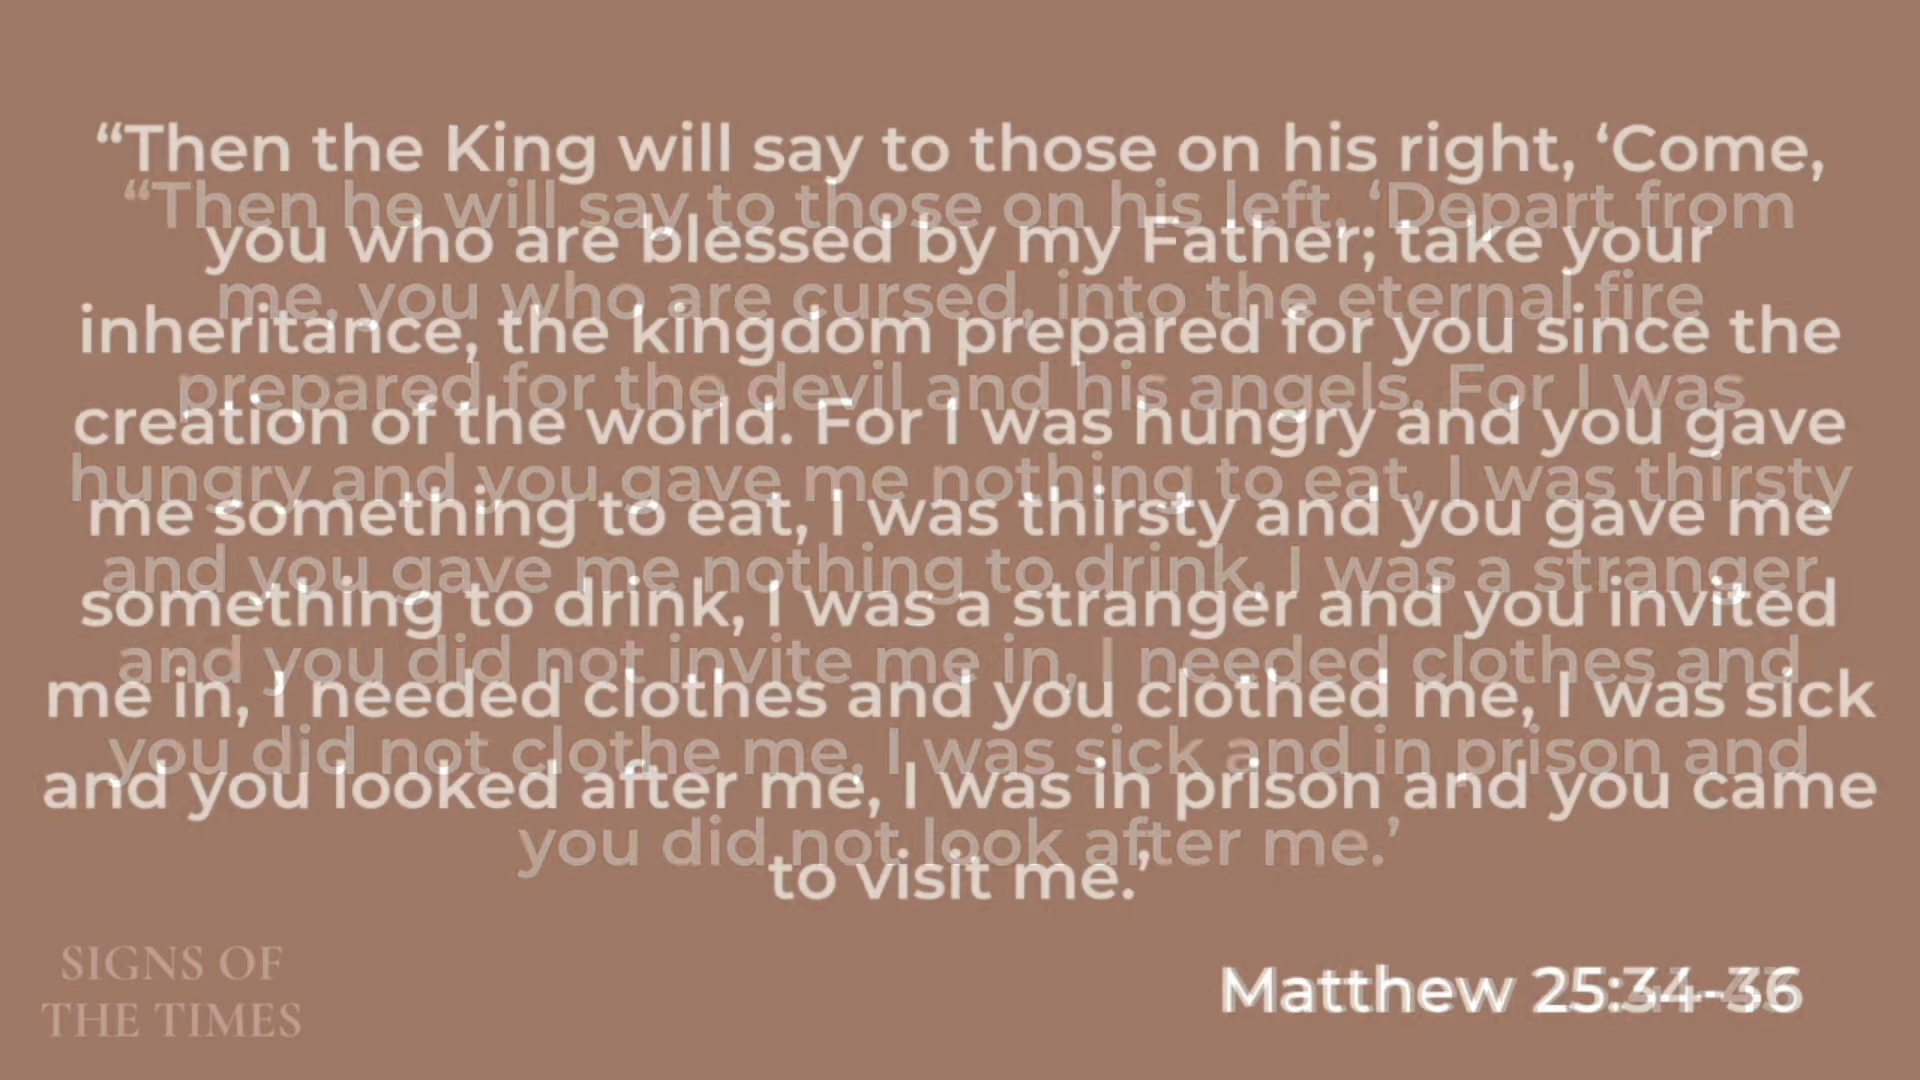 “Then the King will say to those on his right, ‘Come,
you who are blessed by my Father; take your
inheritance, the kingdom prepared for you since the
creation of the world. For I was hungry and you gave
me something to eat, I was thirsty and you gave me
something to drink, I was a stranger and you invited
me in, I needed clothes and you clothed me, I was sick
and you looked after me, I was in prison and you came
to visit me.’
“Then he will say to those on his left, ‘Depart from
me, you who are cursed, into the eternal fire
prepared for the devil and his angels. For I was
hungry and you gave me nothing to eat, I was thirsty
and you gave me nothing to drink, I was a stranger
and you did not invite me in, I needed clothes and
you did not clothe me, I was sick and in prison and
you did not look after me.’
SIGNS OF
THE TIMES
Matthew 25:34-36